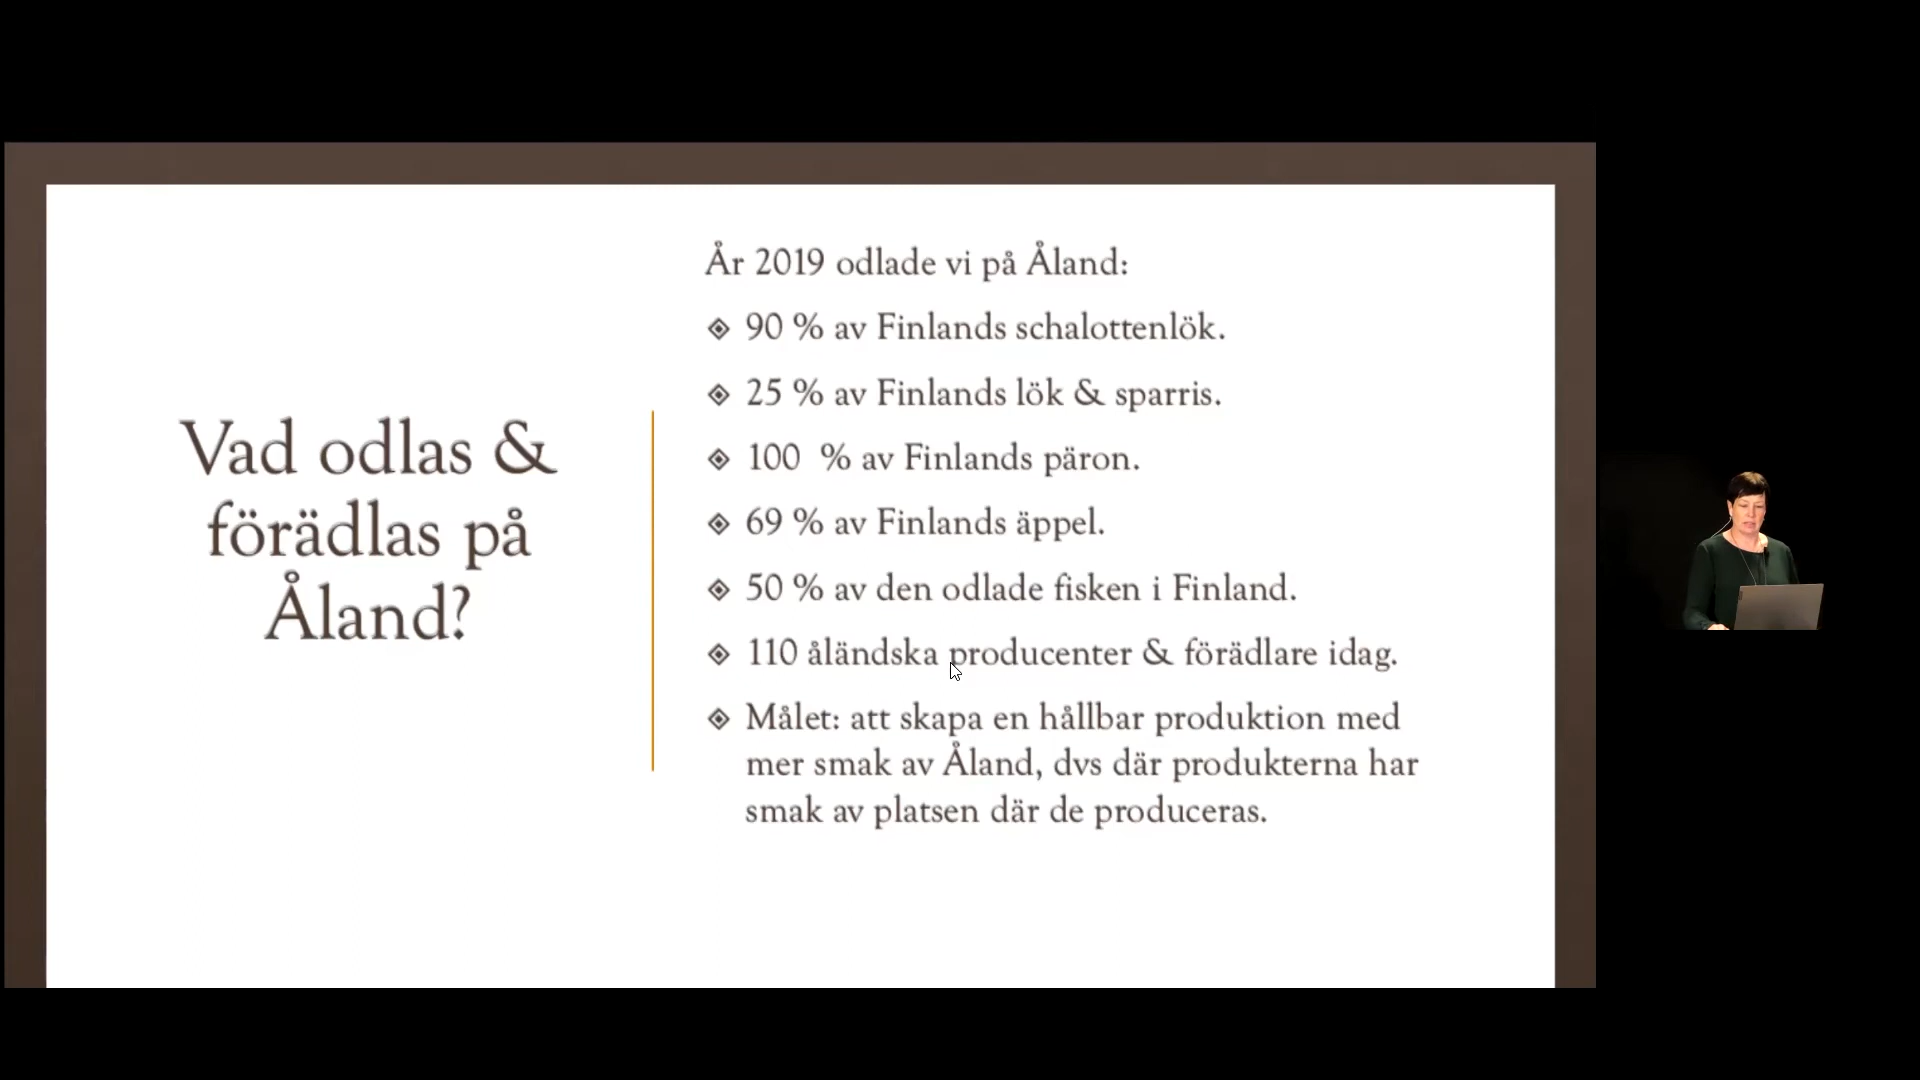 Vad odlas &
förädlas på
Åland?
År 2019 odlade vi på Åland:
90 % av Finlands schalottenlök.
25 % av Finlands lök & sparris.
100 % av Finlands päron.
69 % av Finlands äppel.
50 % av den odlade fisken i Finland.
110 åländska producenter & förädlare idag.
Målet: att skapa en hållbar produktion med
mer smak av Åland, dvs där produkterna har
smak av platsen där de produceras.